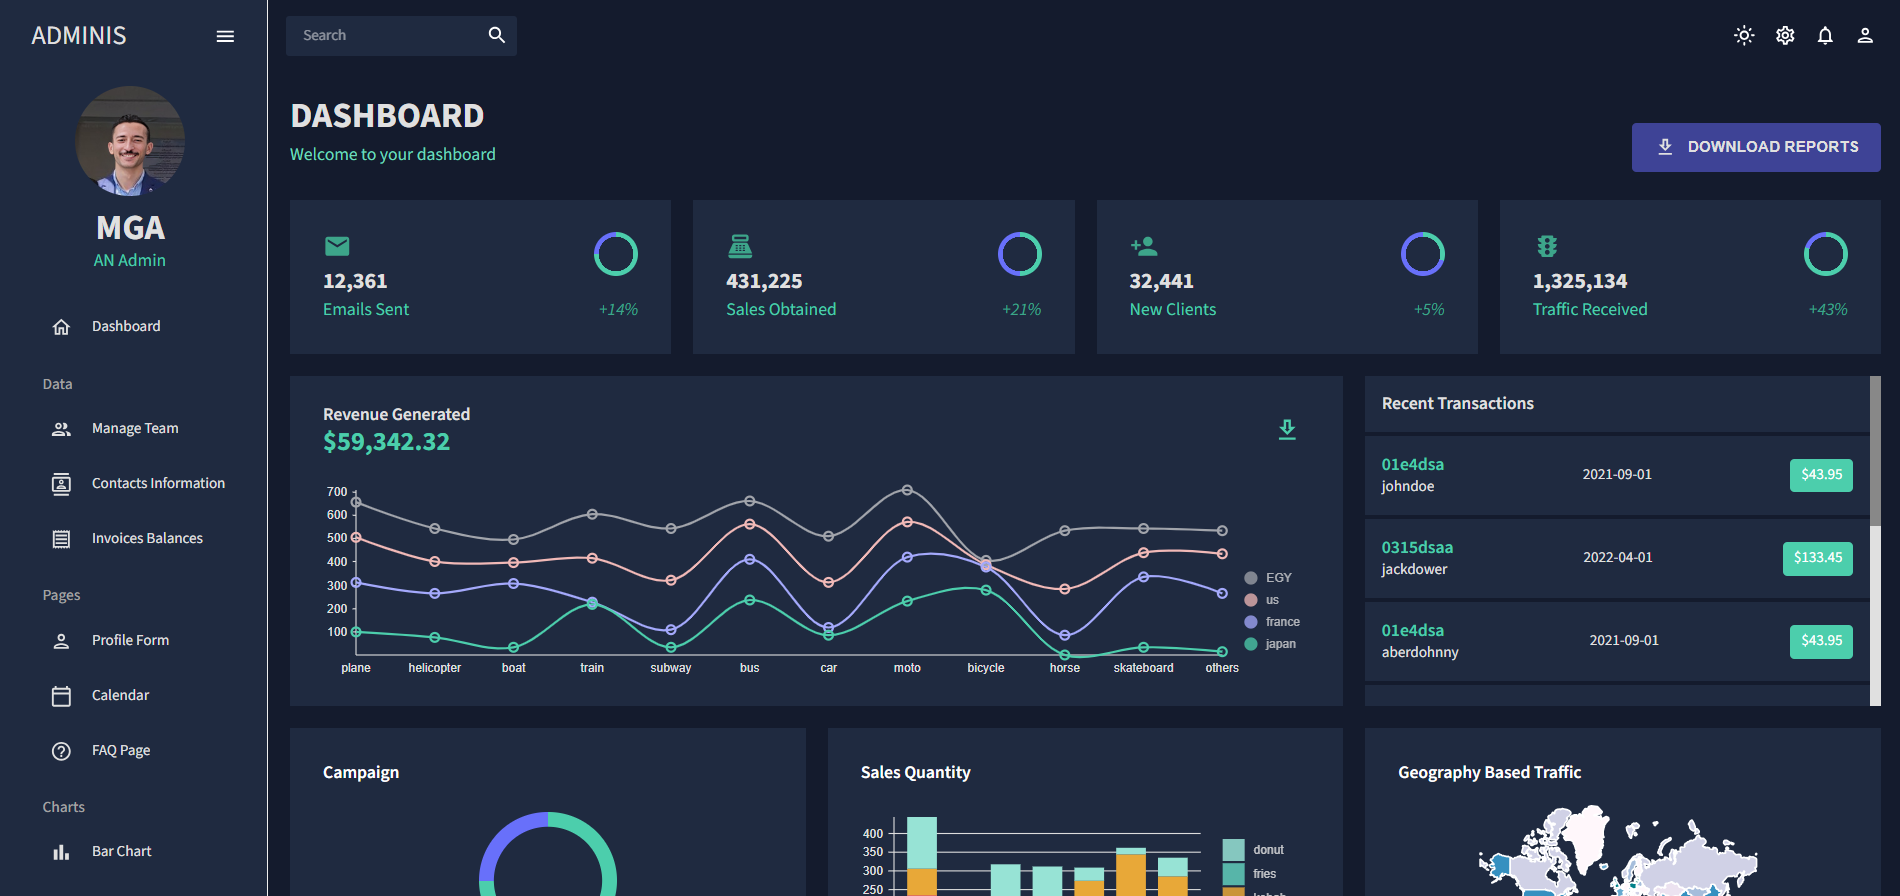 ADMINIS
Search
MGA
AN Admin
Dashboard
Data
Manage Team
Contacts Information
Invoices Balances
Pages
Profile Form
Calendar
FAQ Page
Charts
Bar Chart
DASHBOARD
Welcome to your dashboard
DOWNLOAD REPORTS
12,361
Emails Sent
+14%
431,225
Sales Obtained
+21%
32,441
New Clients
+5%
1,325,134
Traffic Received
+43%
Revenue Generated
$59,342.32
700
600
500
400
300
200
100
plane helicopter boat train subway bus car moto bicycle horse skateboard others
EGY
us
france
japan
Recent Transactions
01e4dsa
johndoe
2021-09-01
$43.95
0315dsaa
jackdower
2022-04-01
$133.45
01e4dsa
aberdohnny
2021-09-01
$43.95
Campaign
Sales Quantity
400
350
300
250
donut
fries
Geography Based Traffic